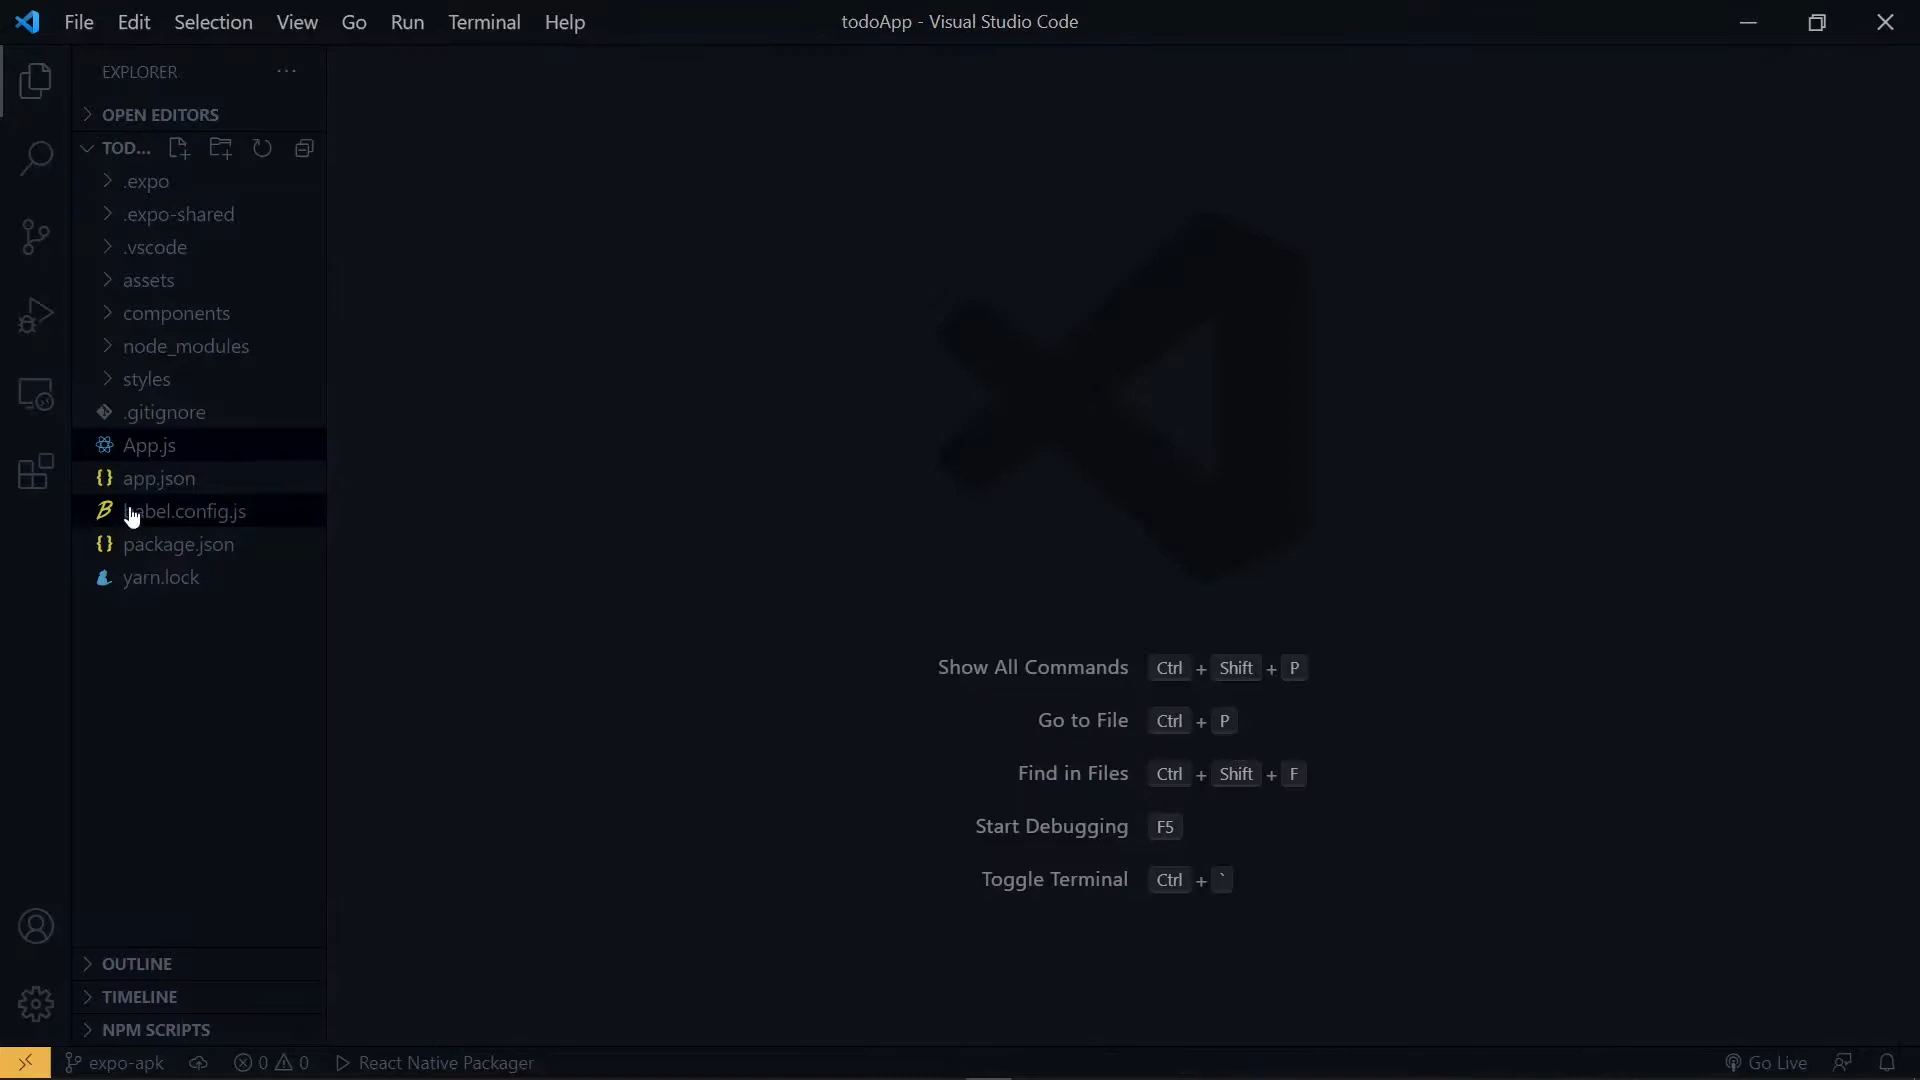 File Edit Selection View Go Run Terminal Help
todoApp - Visual Studio Code
EXPLORER
OPEN EDITORS
TOD...
.expo
.expo-shared
.vscode
assets
components
node_modules
styles
.gitignore
App.js
app.json
babel.config.js
package.json
yarn.lock
Show All Commands Ctrl + Shift + P
Go to File Ctrl + P
Find in Files Ctrl + Shift + F
Start Debugging F5
Toggle Terminal Ctrl + `
OUTLINE
TIMELINE
NPM SCRIPTS
expo-apk 0 0 React Native Packager Go Live